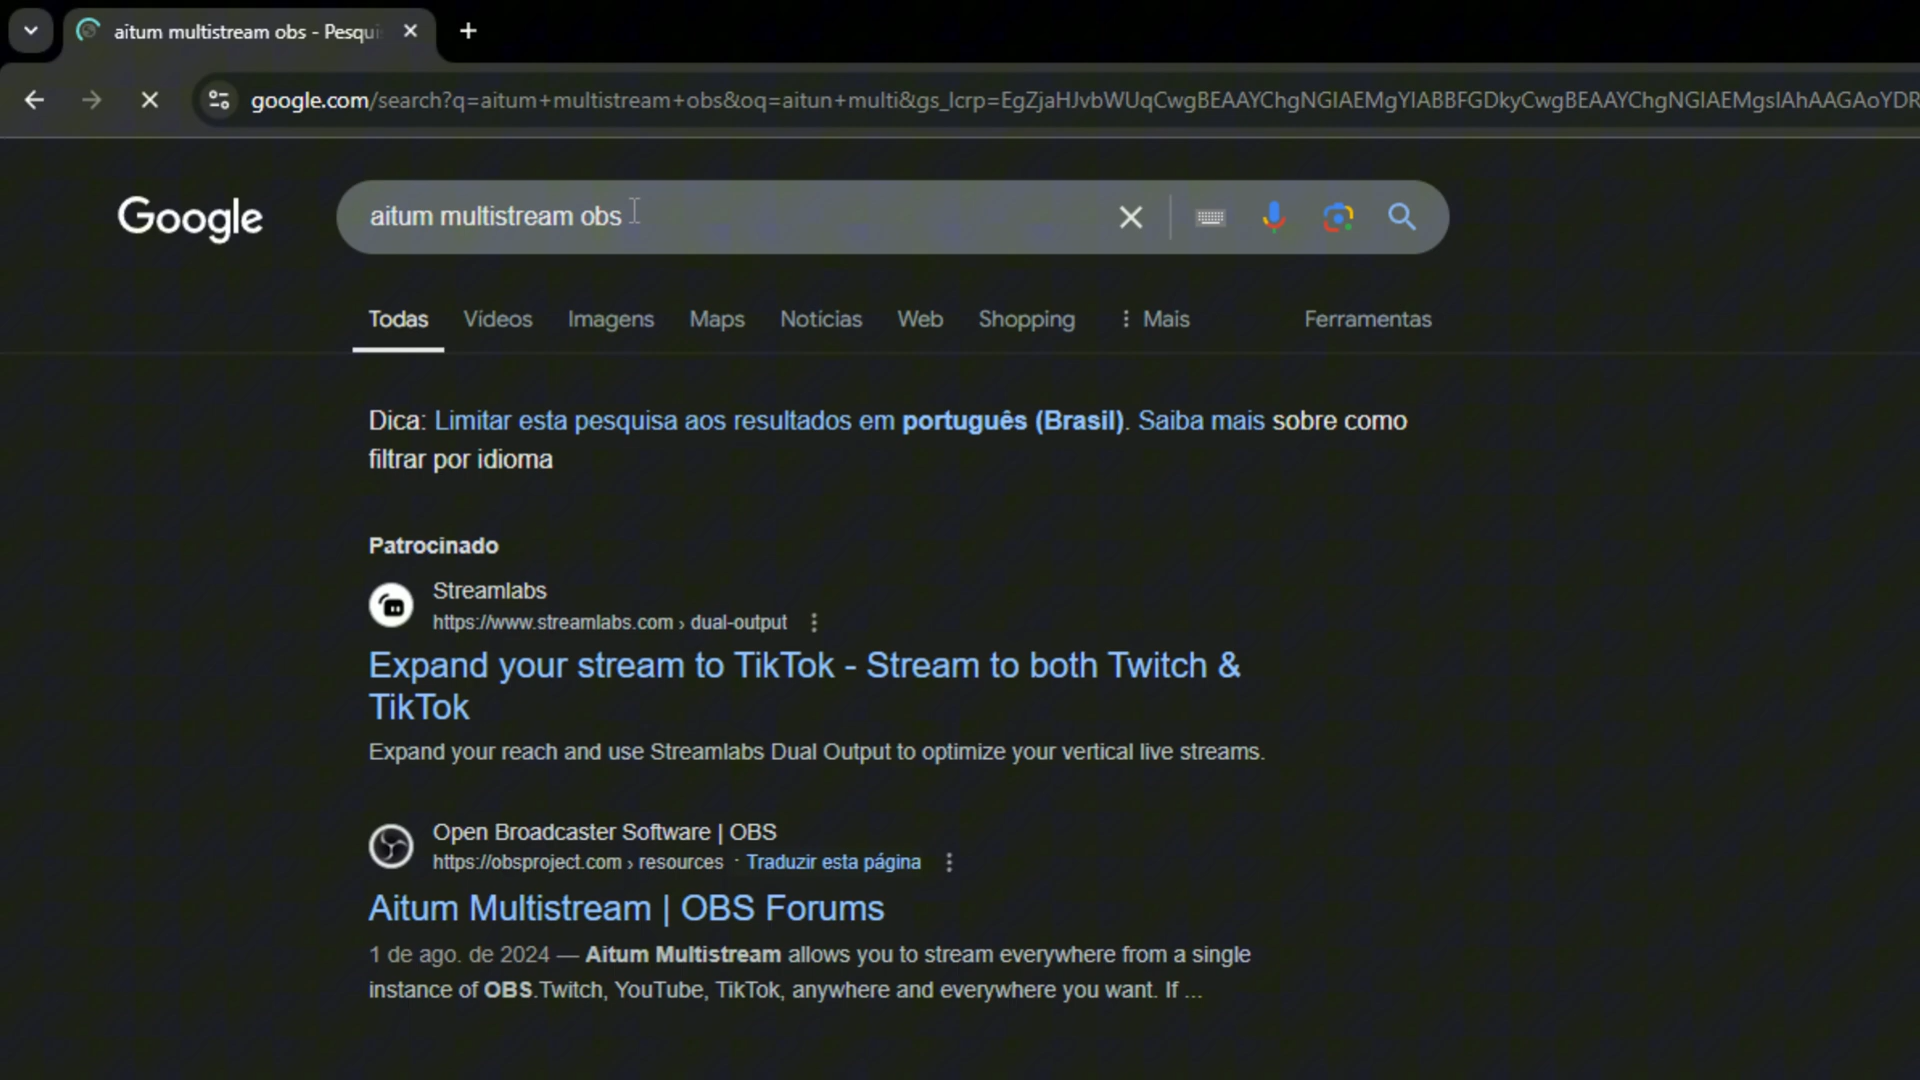 aitum multistream obs - Pesqui
google.com/search?q=aitum+multistream+obs&oq=aitun+multi&gs_lcrp=EgZjaHJvbWUqCwgBEAAYChgNGIAEMgYIABBFGDkyCwgBEAAYChgNGIAEMgsIAhAAGAoYDR
Google
aitum multistream obs
Todas Vídeos Imagens Maps Notícias Web Shopping Mais Ferramentas
Dica: Limitar esta pesquisa aos resultados em português (Brasil). Saiba mais sobre como
filtrar por idioma
Patrocinado
Streamlabs
https://www.streamlabs.com › dual-output
Expand your stream to TikTok - Stream to both Twitch &
TikTok
Expand your reach and use Streamlabs Dual Output to optimize your vertical live streams.
Open Broadcaster Software | OBS
https://obsproject.com › resources · Traduzir esta página
Aitum Multistream | OBS Forums
1 de ago. de 2024 — Aitum Multistream allows you to stream everywhere from a single
instance of OBS.Twitch, YouTube, TikTok, anywhere and everywhere you want. If ...